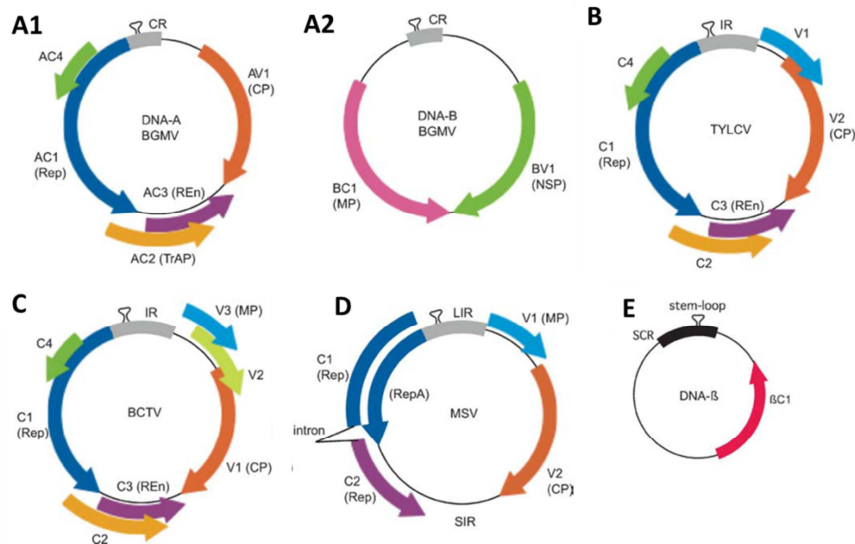 A1
CR
AC4
AV1
(CP)
DNA-A
BGMV
AC1
(Rep)
AC3 (REn)
AC2 (TrAP)
A2
CR
DNA-B
BGMV
BC1
(MP)
BV1
(NSP)
B
IR
V1
C4
TYLCV
V2
(CP)
C1
(Rep)
C3 (REn)
C2
C
IR
V3 (MP)
C4
V2
BCTV
C1
(Rep)
V1 (CP)
C3 (REn)
C2
D
LIR
V1 (MP)
C1
(Rep)
(RepA)
MSV
intron
V2
(CP)
C2
(Rep)
SIR
E
stem-loop
SCR
DNA-ß
ßC1